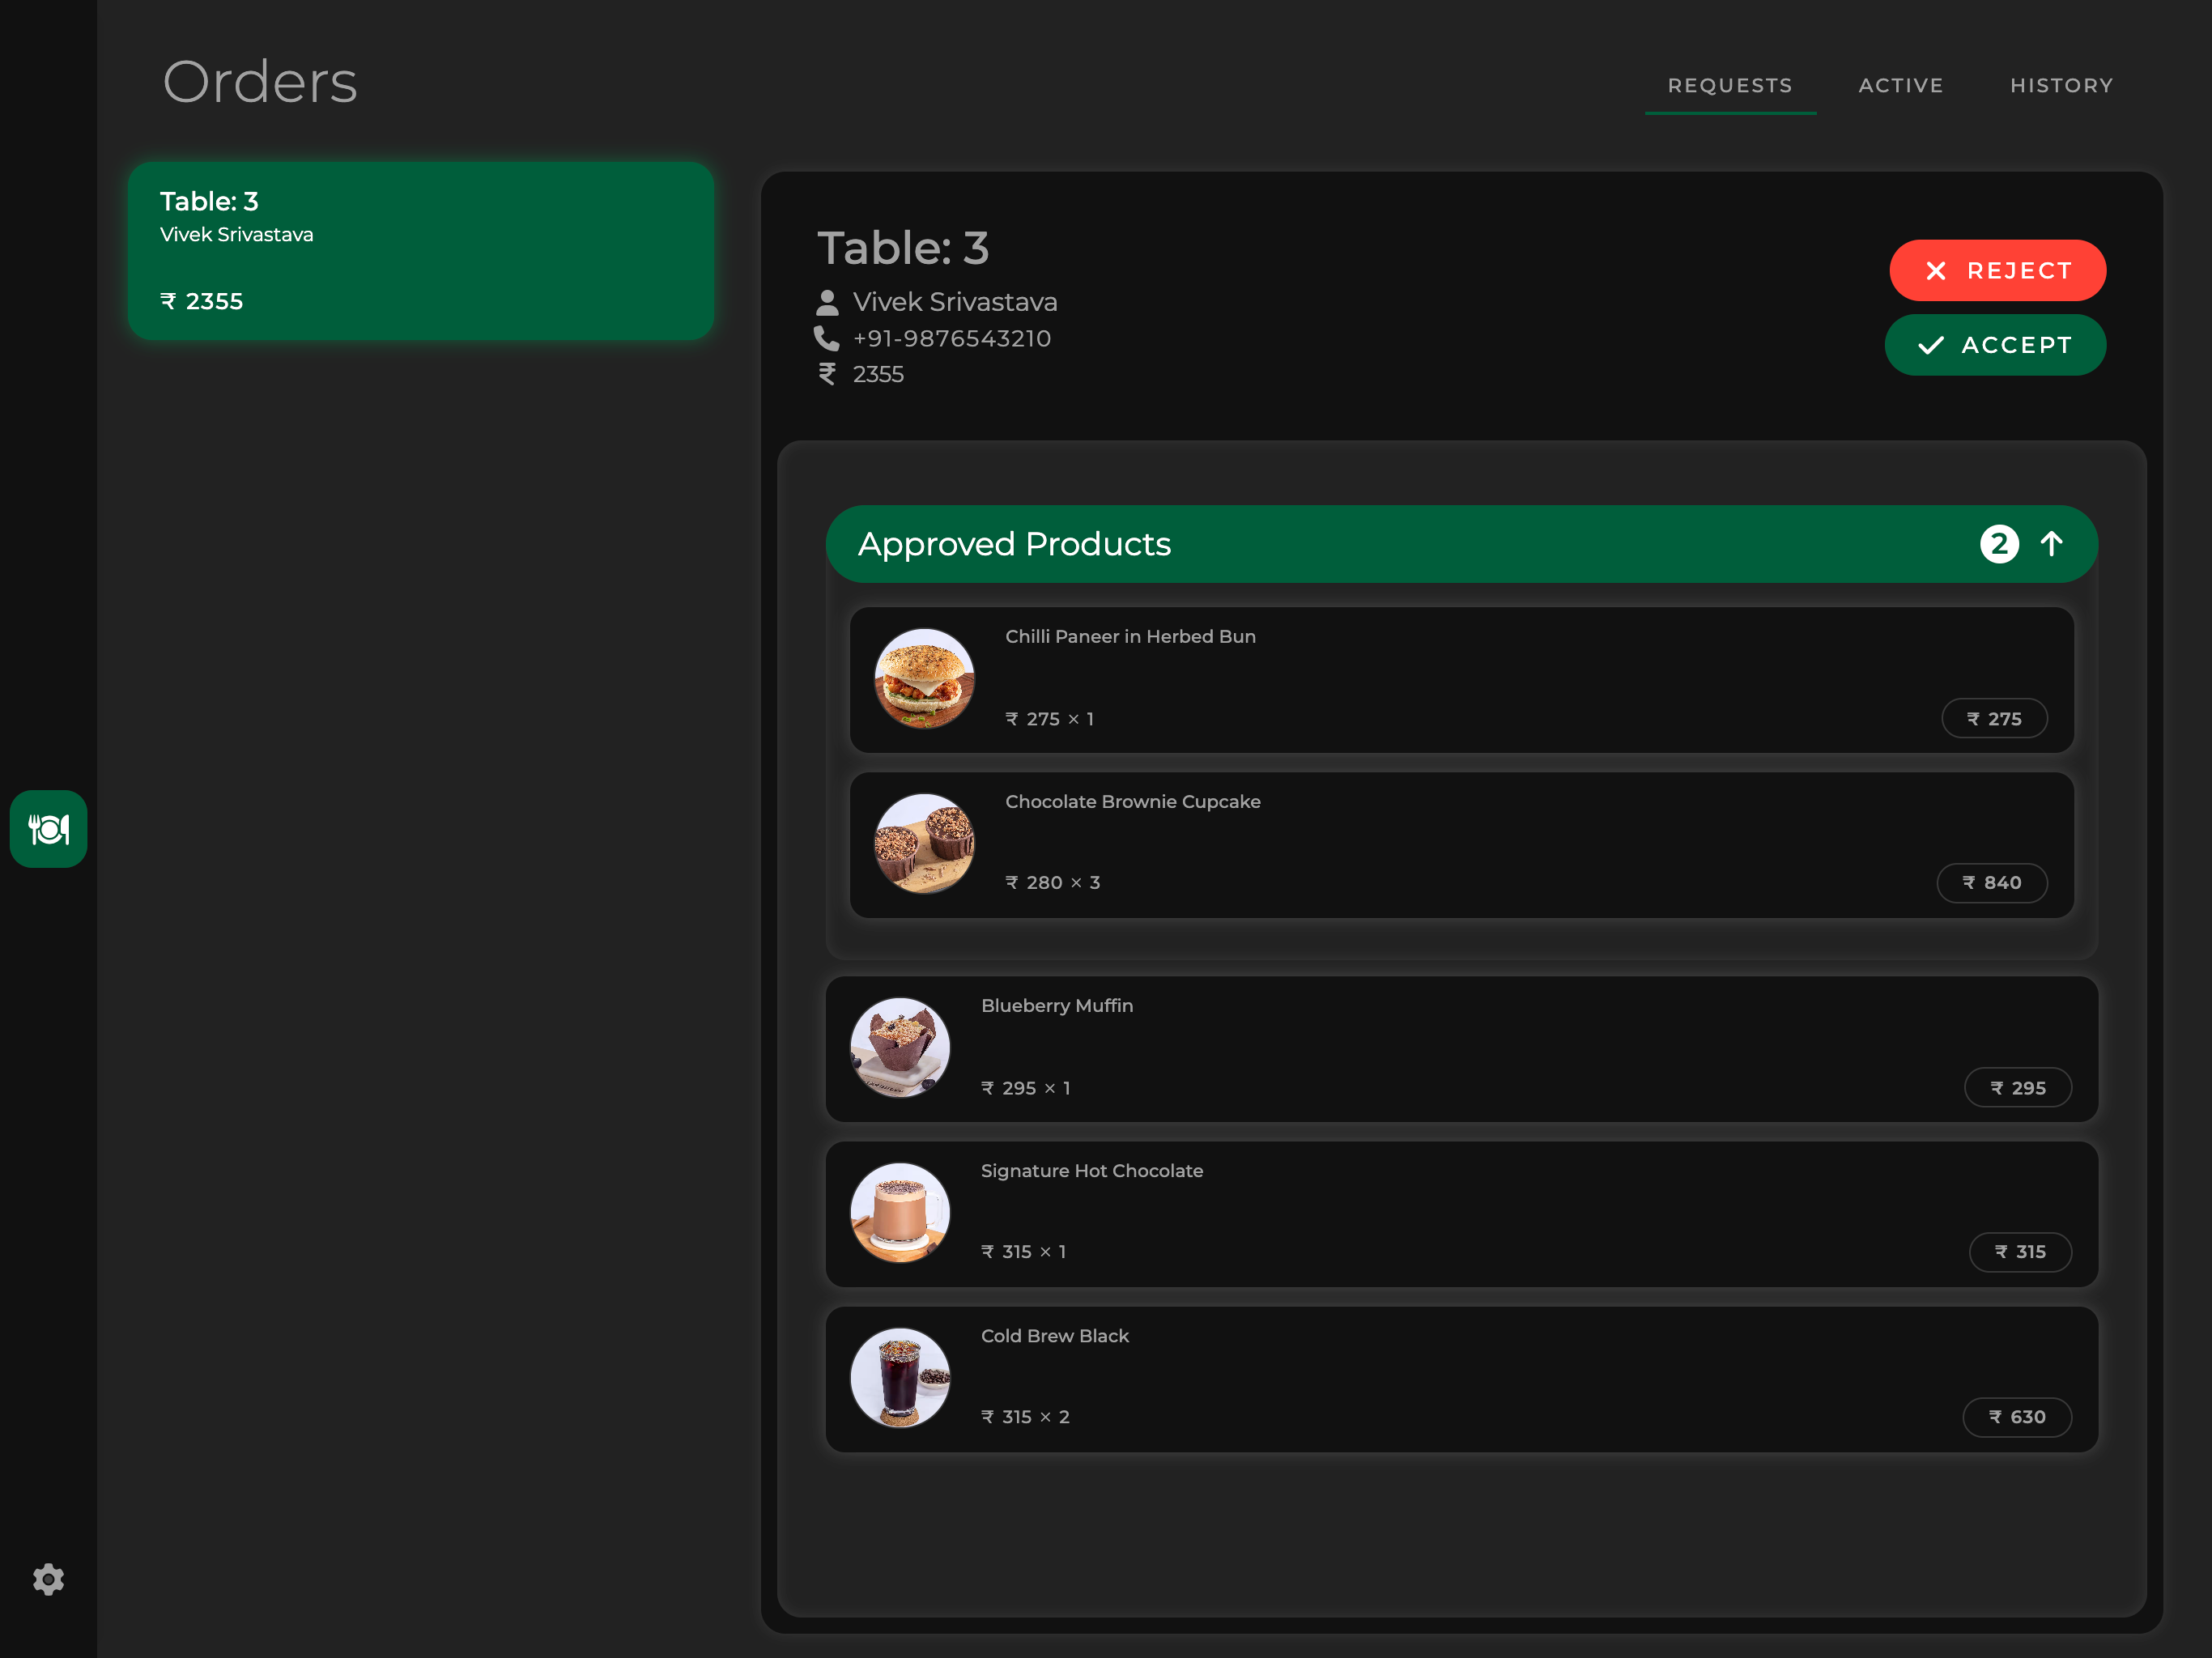 Orders
REQUESTS
ACTIVE
HISTORY
Table: 3
Vivek Srivastava
₹ 2355
Table: 3
Vivek Srivastava
+91-9876543210
₹ 2355
REJECT
ACCEPT
Approved Products
2
Chilli Paneer in Herbed Bun
₹ 275 × 1
₹ 275
Chocolate Brownie Cupcake
₹ 280 × 3
₹ 840
Blueberry Muffin
₹ 295 × 1
₹ 295
Signature Hot Chocolate
₹ 315 × 1
₹ 315
Cold Brew Black
₹ 315 × 2
₹ 630